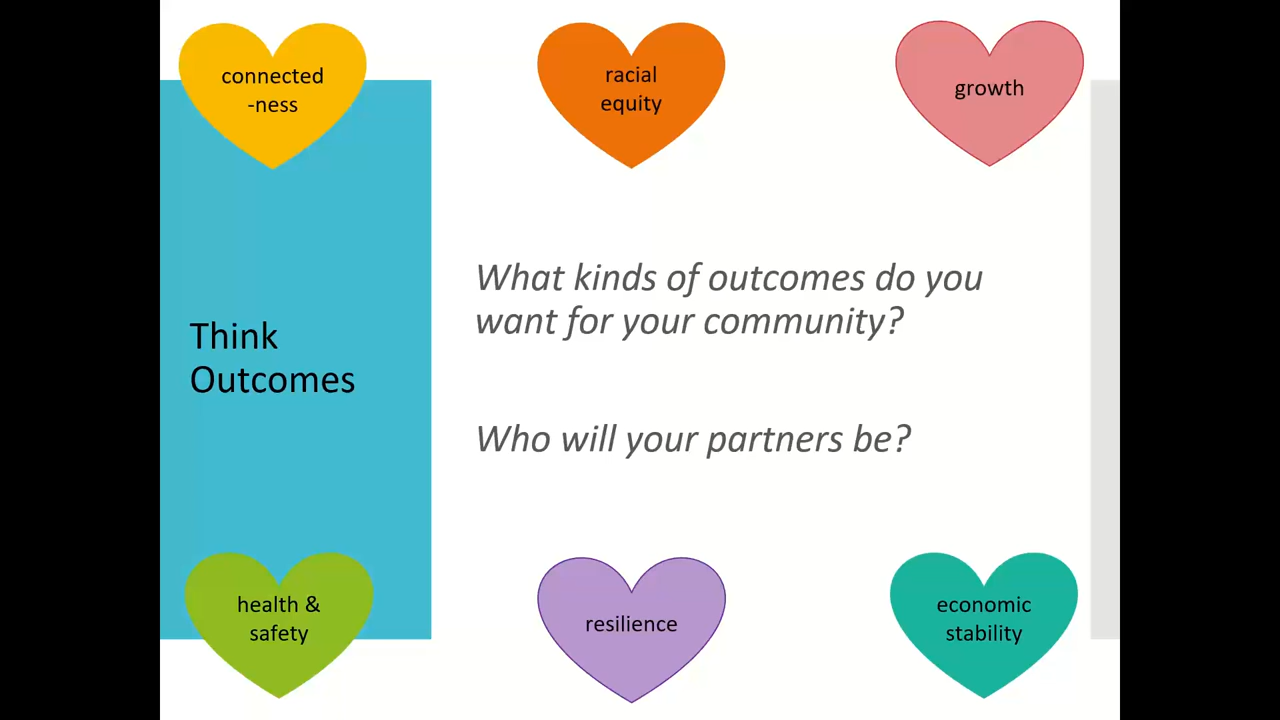 connected
-ness
racial
equity
growth
Think
Outcomes
What kinds of outcomes do you
want for your community?
Who will your partners be?
health &
safety
resilience
economic
stability